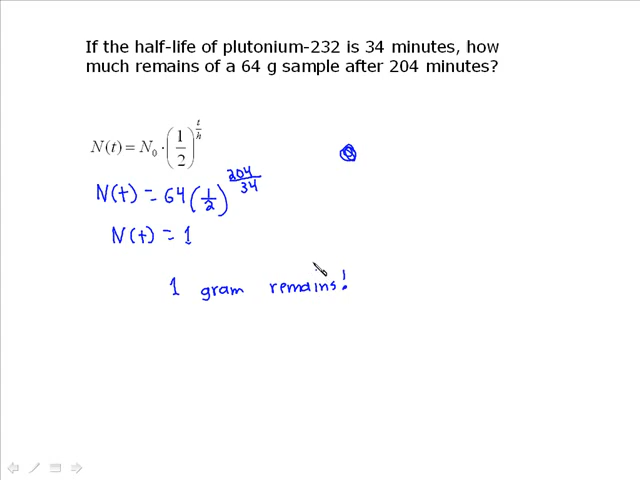 If the half-life of plutonium-232 is 34 minutes, how
much remains of a 64 g sample after 204 minutes?
N(t) = N₀ · (1/2)^(t/h)
N(t) = 64 (1/2)^(204/34)
N(t) = 1
1 gram remains!